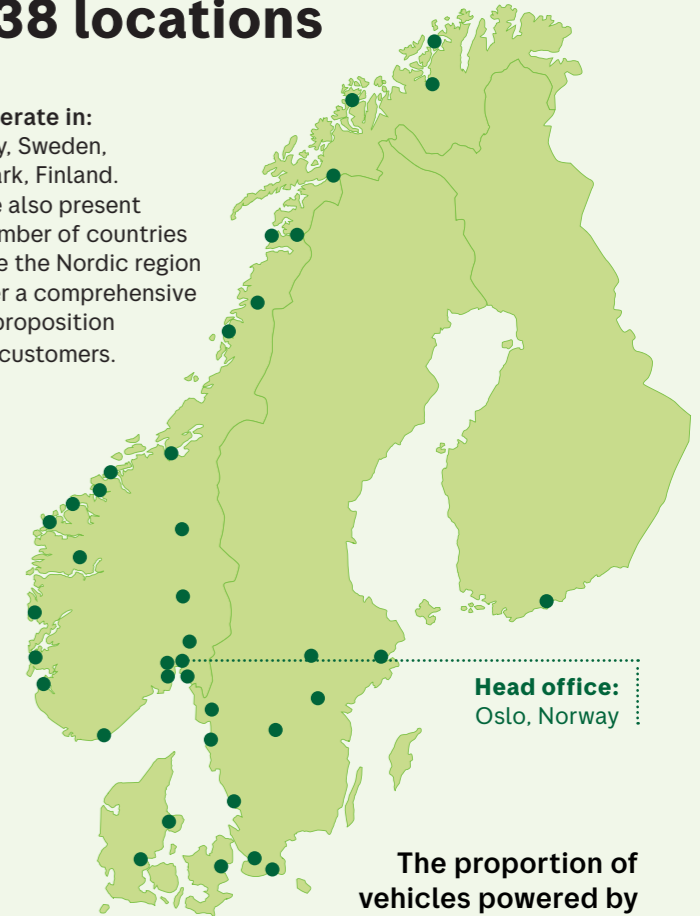 38 locations
erate in:
y, Sweden,
ark, Finland.
e also present
mber of countries
e the Nordic region
er a comprehensive
proposition
customers.
Head office:
Oslo, Norway
The proportion of
vehicles powered by